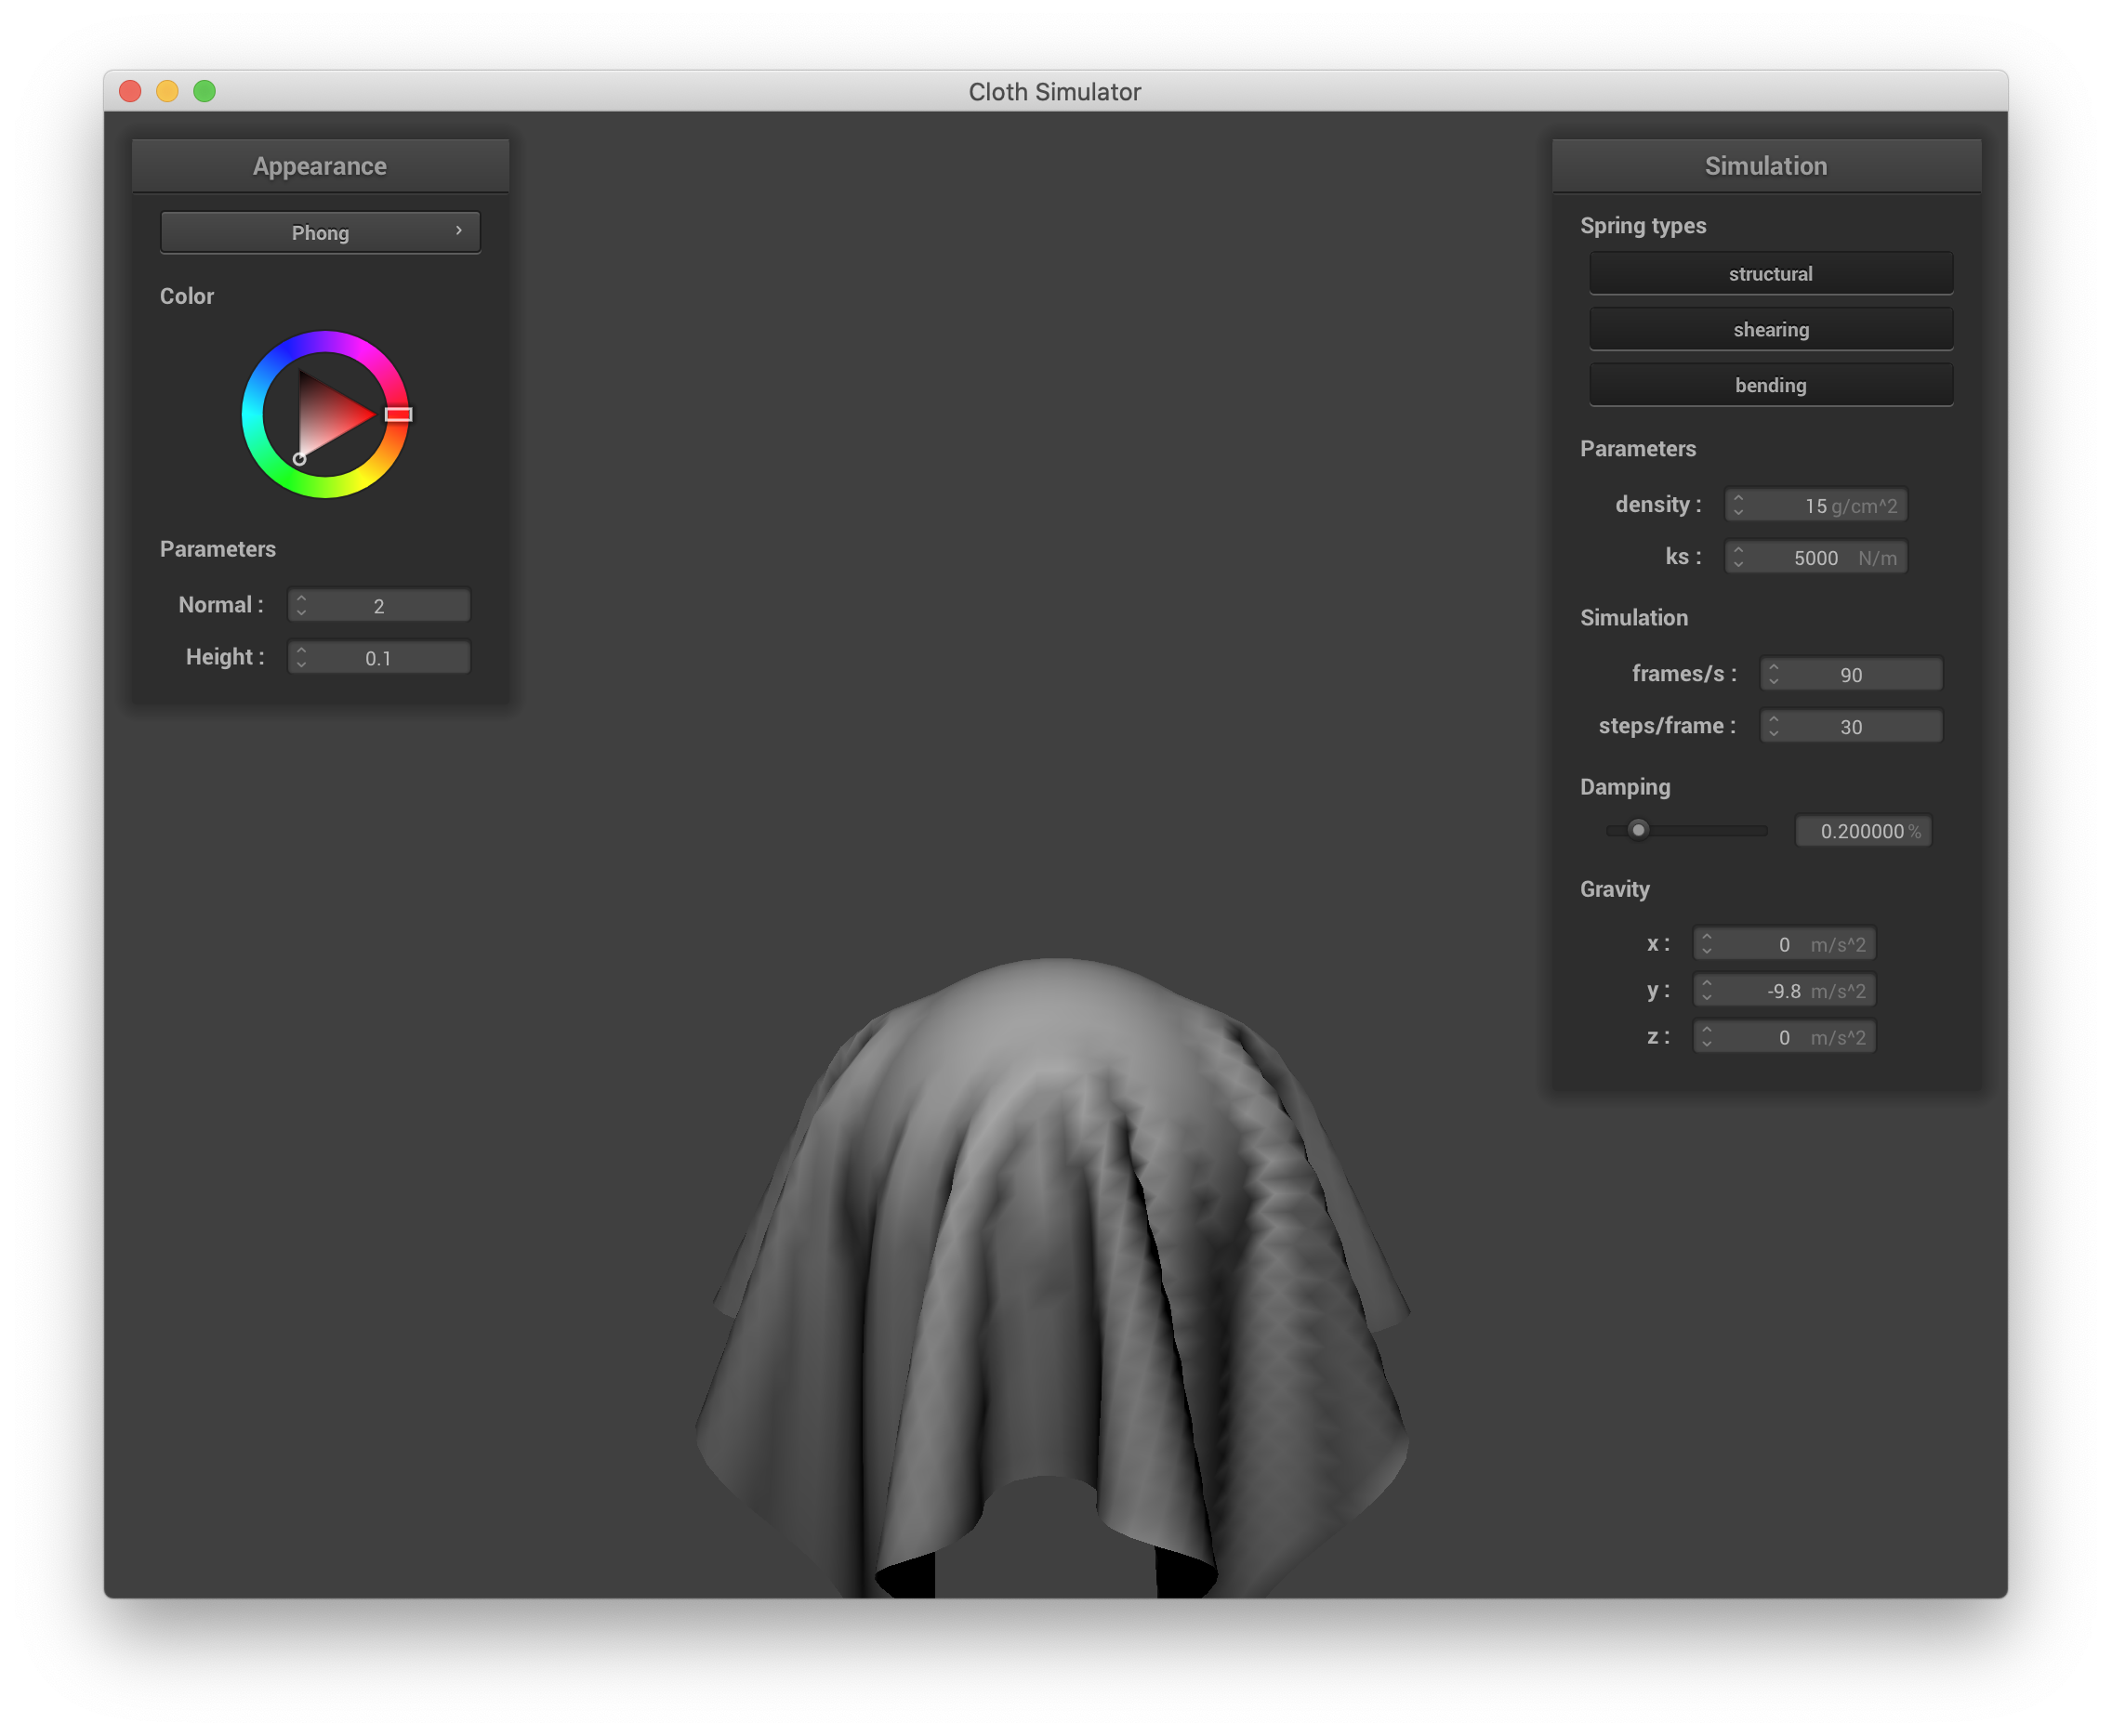 Cloth Simulator
Appearance
Phong ›
Color
Parameters
Normal : 2
Height : 0.1
Simulation
Spring types
structural
shearing
bending
Parameters
density : 15 g/cm^2
ks : 5000 N/m
Simulation
frames/s : 90
steps/frame : 30
Damping
0.200000 %
Gravity
x : 0 m/s^2
y : -9.8 m/s^2
z : 0 m/s^2